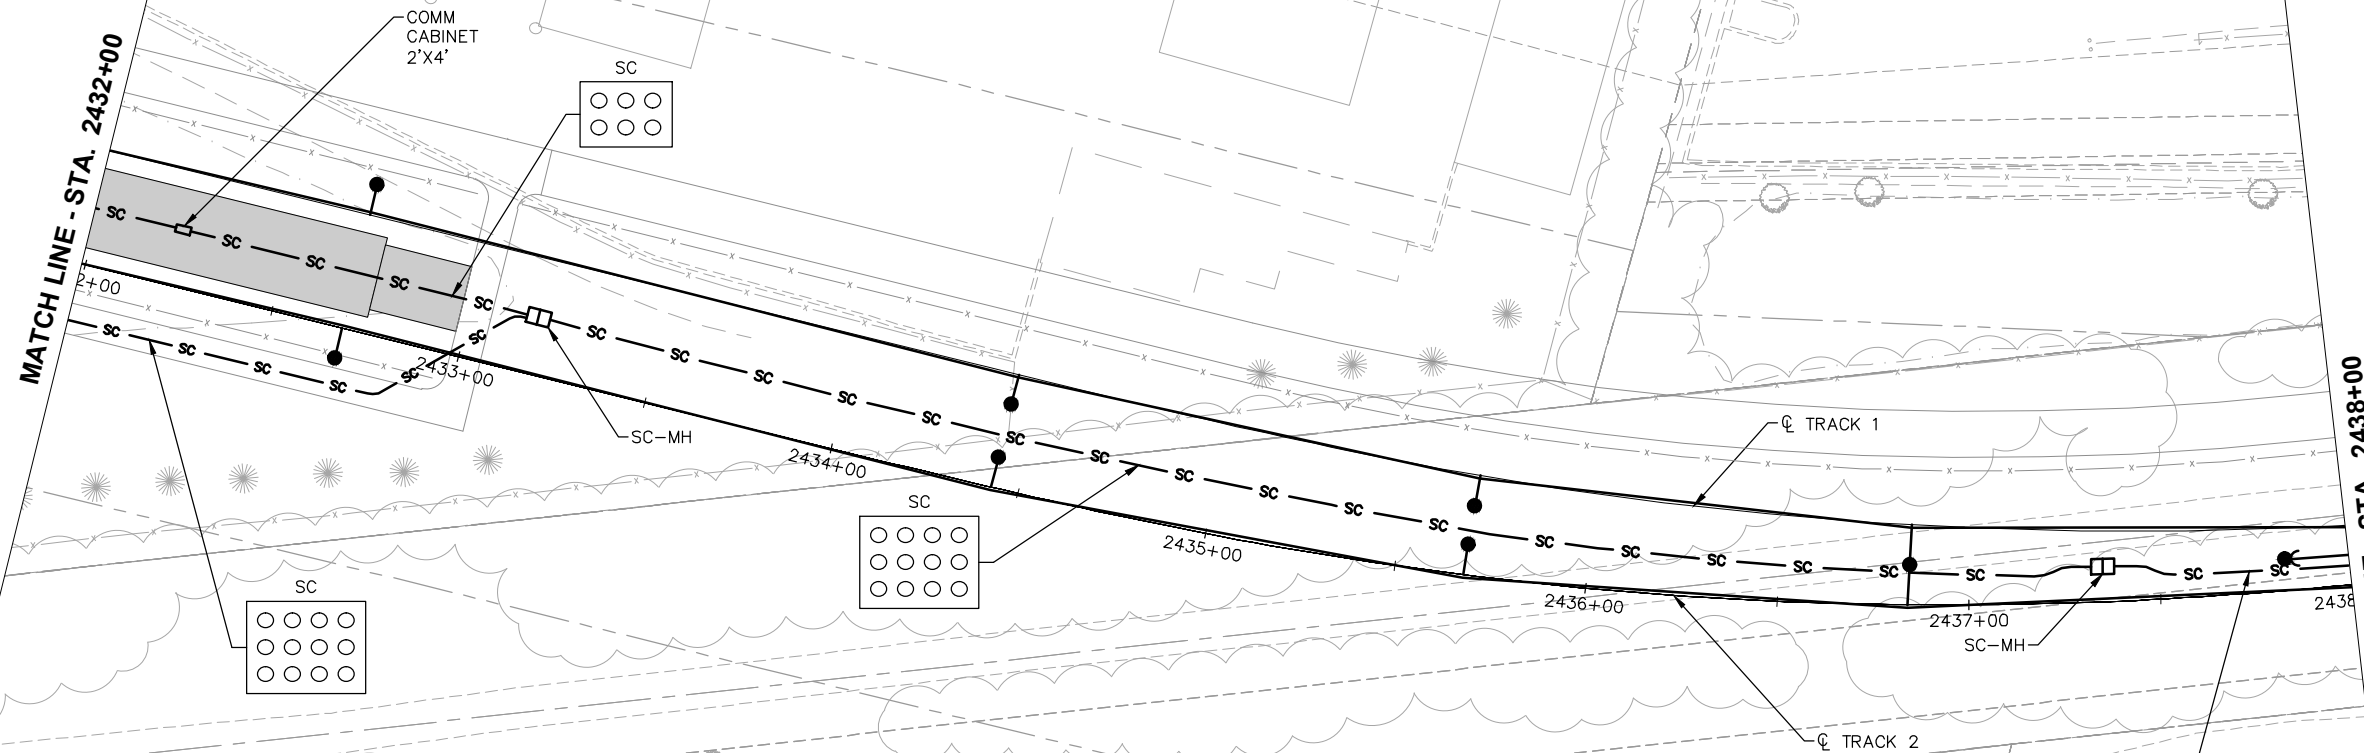 COMM
CABINET
2'X4'
SC
MATCH LINE - STA. 2432+00
SC SC SC SC SC
2+00
SC SC SC SC SC SC
2433+00
SC-MH
SC SC SC SC SC SC SC SC SC SC SC
2434+00
SC
2435+00
℄ TRACK 1
SC SC SC SC SC SC SC SC
2436+00
2437+00
SC-MH
2438
STA. 2438+00
SC
℄ TRACK 2